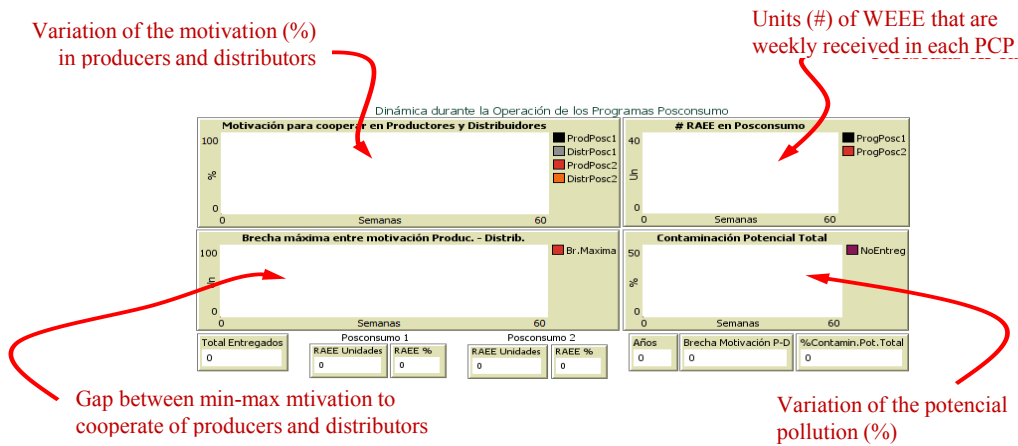 Variation of the motivation (%)
in producers and distributors
Units (#) of WEEE that are
weekly received in each PCP
Dinámica durante la Operación de los Programas Posconsumo
Motivación para cooperar en Productores y Distribuidores
100
%
0
0
Semanas
60
ProdPosc1
DistrPosc1
ProdPosc2
DistrPosc2
# RAEE en Posconsumo
40
Un
0
0
60
ProgPosc1
ProgPosc2
Brecha máxima entre motivación Produc. - Distrib.
100
Un
0
0
Semanas
60
Br.Maxima
Contaminación Potencial Total
50
%
0
0
Semanas
60
NoEntreg
Total Entregados
0
Posconsumo 1
RAEE Unidades
0
RAEE %
0
Posconsumo 2
RAEE Unidades
0
RAEE %
0
Años
0
Brecha Motivación P-D
0
%Contamin.Pot.Total
0
Gap between min-max mtivation to
cooperate of producers and distributors
Variation of the potencial
pollution (%)